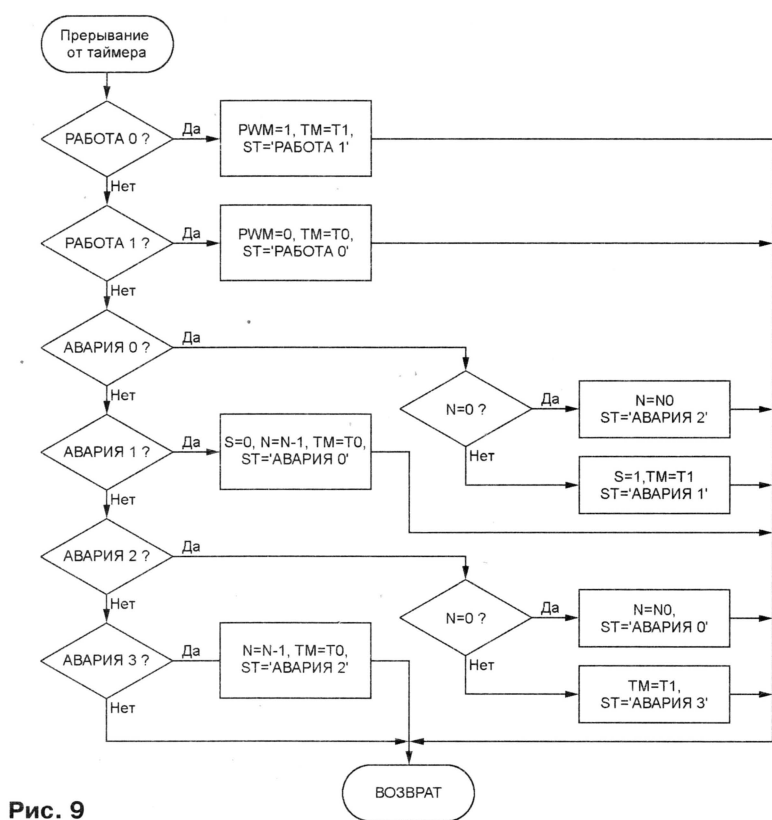 Прерывание
от таймера
РАБОТА 0 ?
Да
PWM=1, TM=T1,
ST='РАБОТА 1'
Нет
РАБОТА 1 ?
Да
PWM=0, TM=T0,
ST='РАБОТА 0'
Нет
АВАРИЯ 0 ?
Да
N=0 ?
Да
N=N0
ST='АВАРИЯ 2'
Нет
S=1,TM=T1
ST='АВАРИЯ 1'
Нет
АВАРИЯ 1 ?
Да
S=0, N=N-1, TM=T0,
ST='АВАРИЯ 0'
Нет
АВАРИЯ 2 ?
Да
N=0 ?
Да
N=N0,
ST='АВАРИЯ 0'
Нет
TM=T1,
ST='АВАРИЯ 3'
Нет
АВАРИЯ 3 ?
Да
N=N-1, TM=T0,
ST='АВАРИЯ 2'
Нет
ВОЗВРАТ
Рис. 9